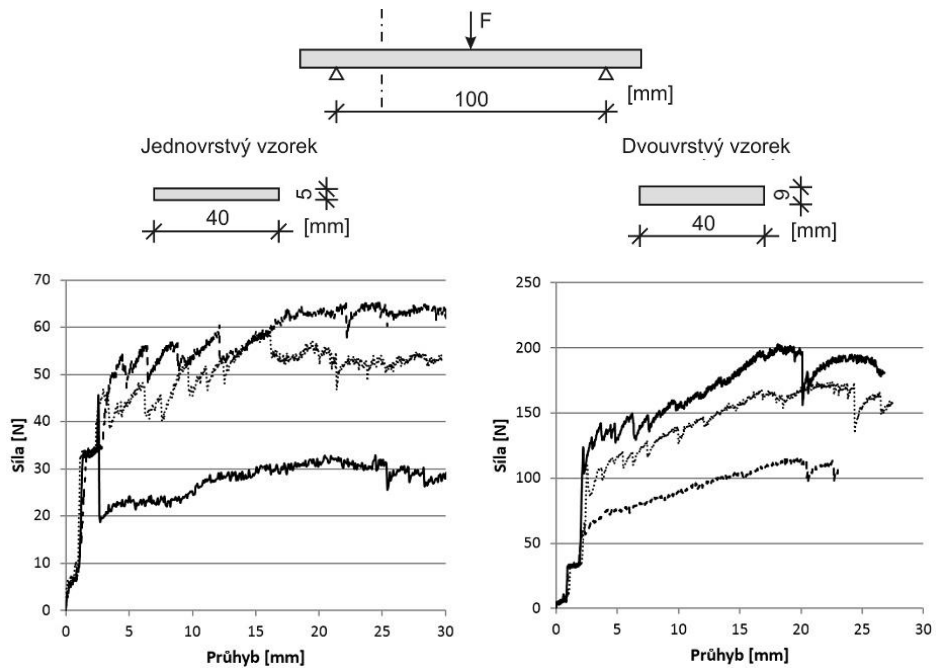 F
100
[mm]
Jednovrstvý vzorek
Dvouvrstvý vzorek
5
40
[mm]
9
40
[mm]
70
60
50
40
30
20
10
0
Síla [N]
0 5 10 15 20 25 30
Průhyb [mm]
250
200
150
100
50
0
Síla [N]
0 5 10 15 20 25 30
Průhyb [mm]